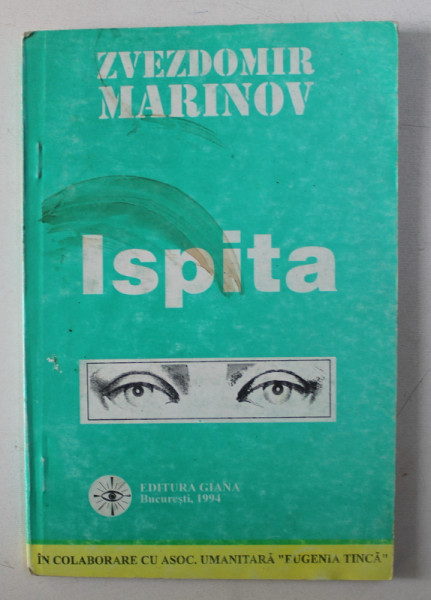 ZVEZDOMIR
MARINOV
Ispita
EDITURA GIANA
București, 1994
ÎN COLABORARE CU ASOC. UMANITARĂ "EUGENIA TINCĂ"